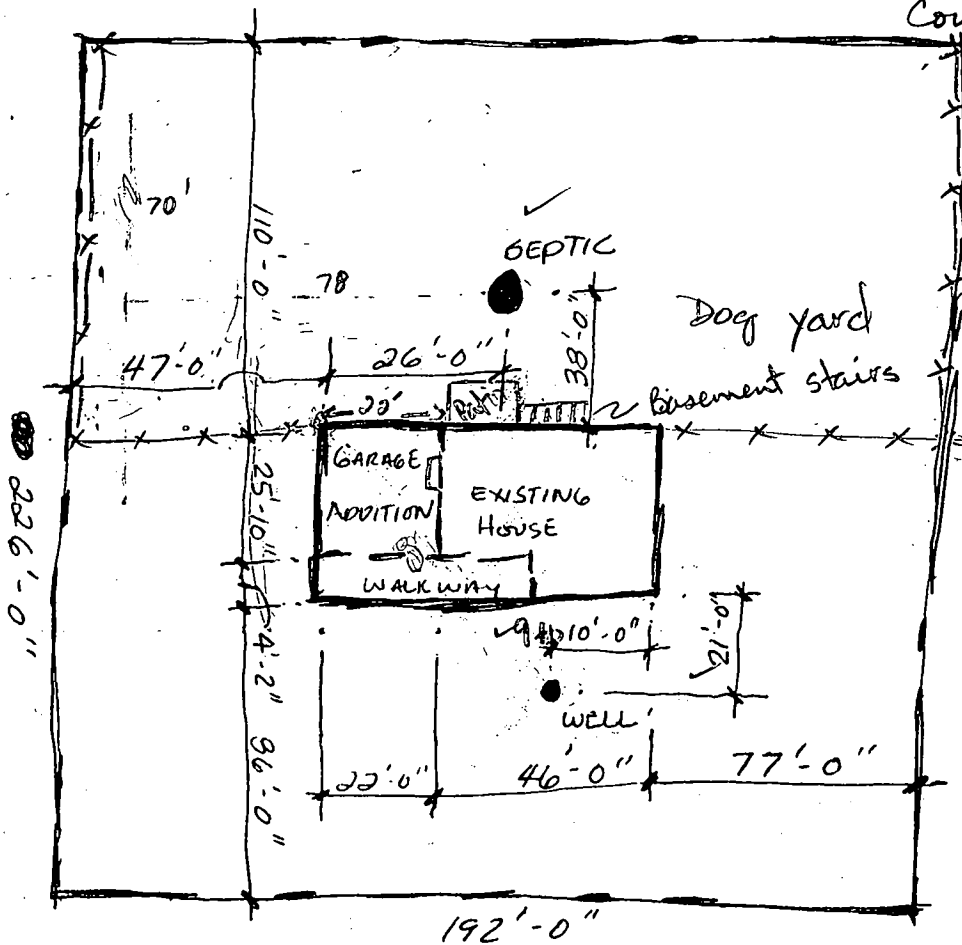 Cou
70'
110'-0"
78
SEPTIC
38'-0"
Dog yard
47'-0"
26'-0"
Basement stairs
22'
Patio
GARAGE
ADDITION
EXISTING
HOUSE
25'-10"
WALKWAY
226'-0"
4'-2"
10'-0"
21'-0"
WELL
96'-0"
22'-0"
46'-0"
77'-0"
192'-0"